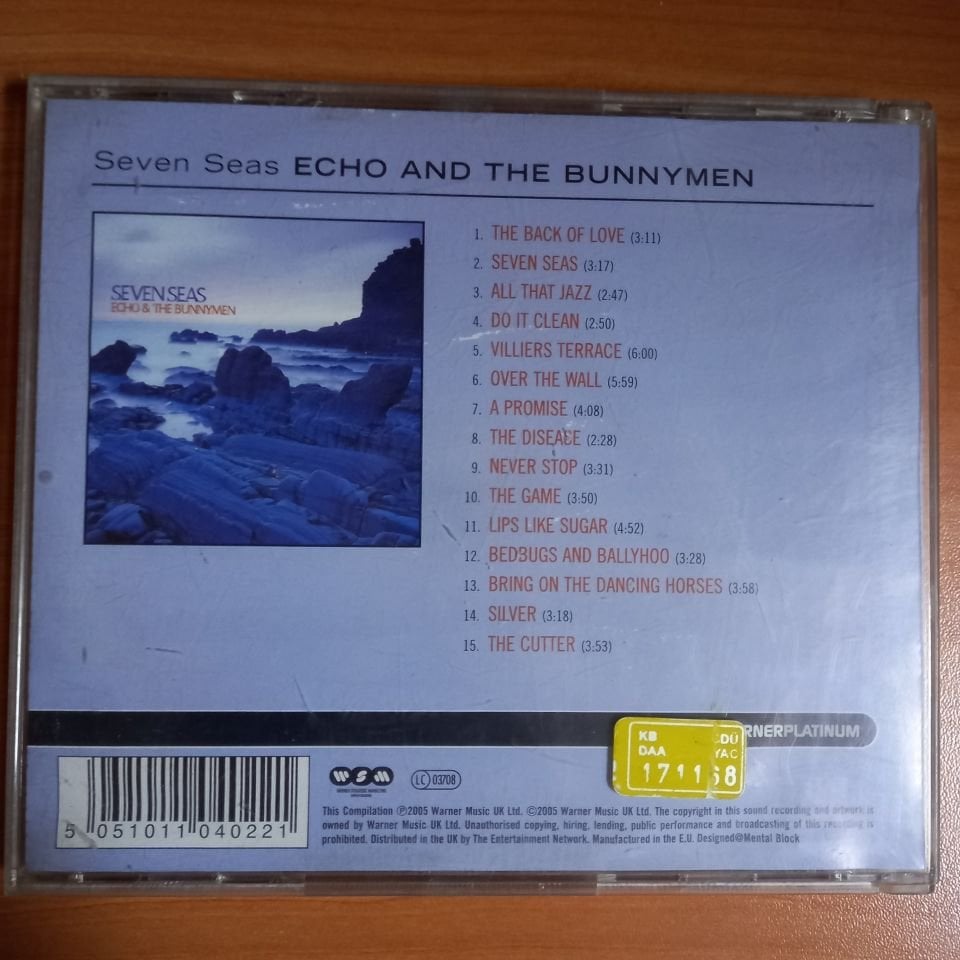 Seven Seas ECHO AND THE BUNNYMEN
SEVEN SEAS
ECHO & THE BUNNYMEN
1. THE BACK OF LOVE (3:11)
2. SEVEN SEAS (3:17)
3. ALL THAT JAZZ (2:47)
4. DO IT CLEAN (2:50)
5. VILLIERS TERRACE (6:00)
6. OVER THE WALL (5:59)
7. A PROMISE (4:08)
8. THE DISEASE (2:28)
9. NEVER STOP (3:31)
10. THE GAME (3:50)
11. LIPS LIKE SUGAR (4:52)
12. BEDBUGS AND BALLYHOO (3:28)
13. BRING ON THE DANCING HORSES (3:58)
14. SILVER (3:18)
15. THE CUTTER (3:53)
RNERPLATINUM
KB CDÜ
DAA YAC
1711 68
WSM
LC 03708
5 051011 040221
This Compilation ℗2005 Warner Music UK Ltd. ©2005 Warner Music UK Ltd. The copyright in this sound recording and artwork is
owned by Warner Music UK Ltd. Unauthorised copying, hiring, lending, public performance and broadcasting of this recording is
prohibited. Distributed in the UK by The Entertainment Network. Manufactured in the E.U. Designed@Mental Block